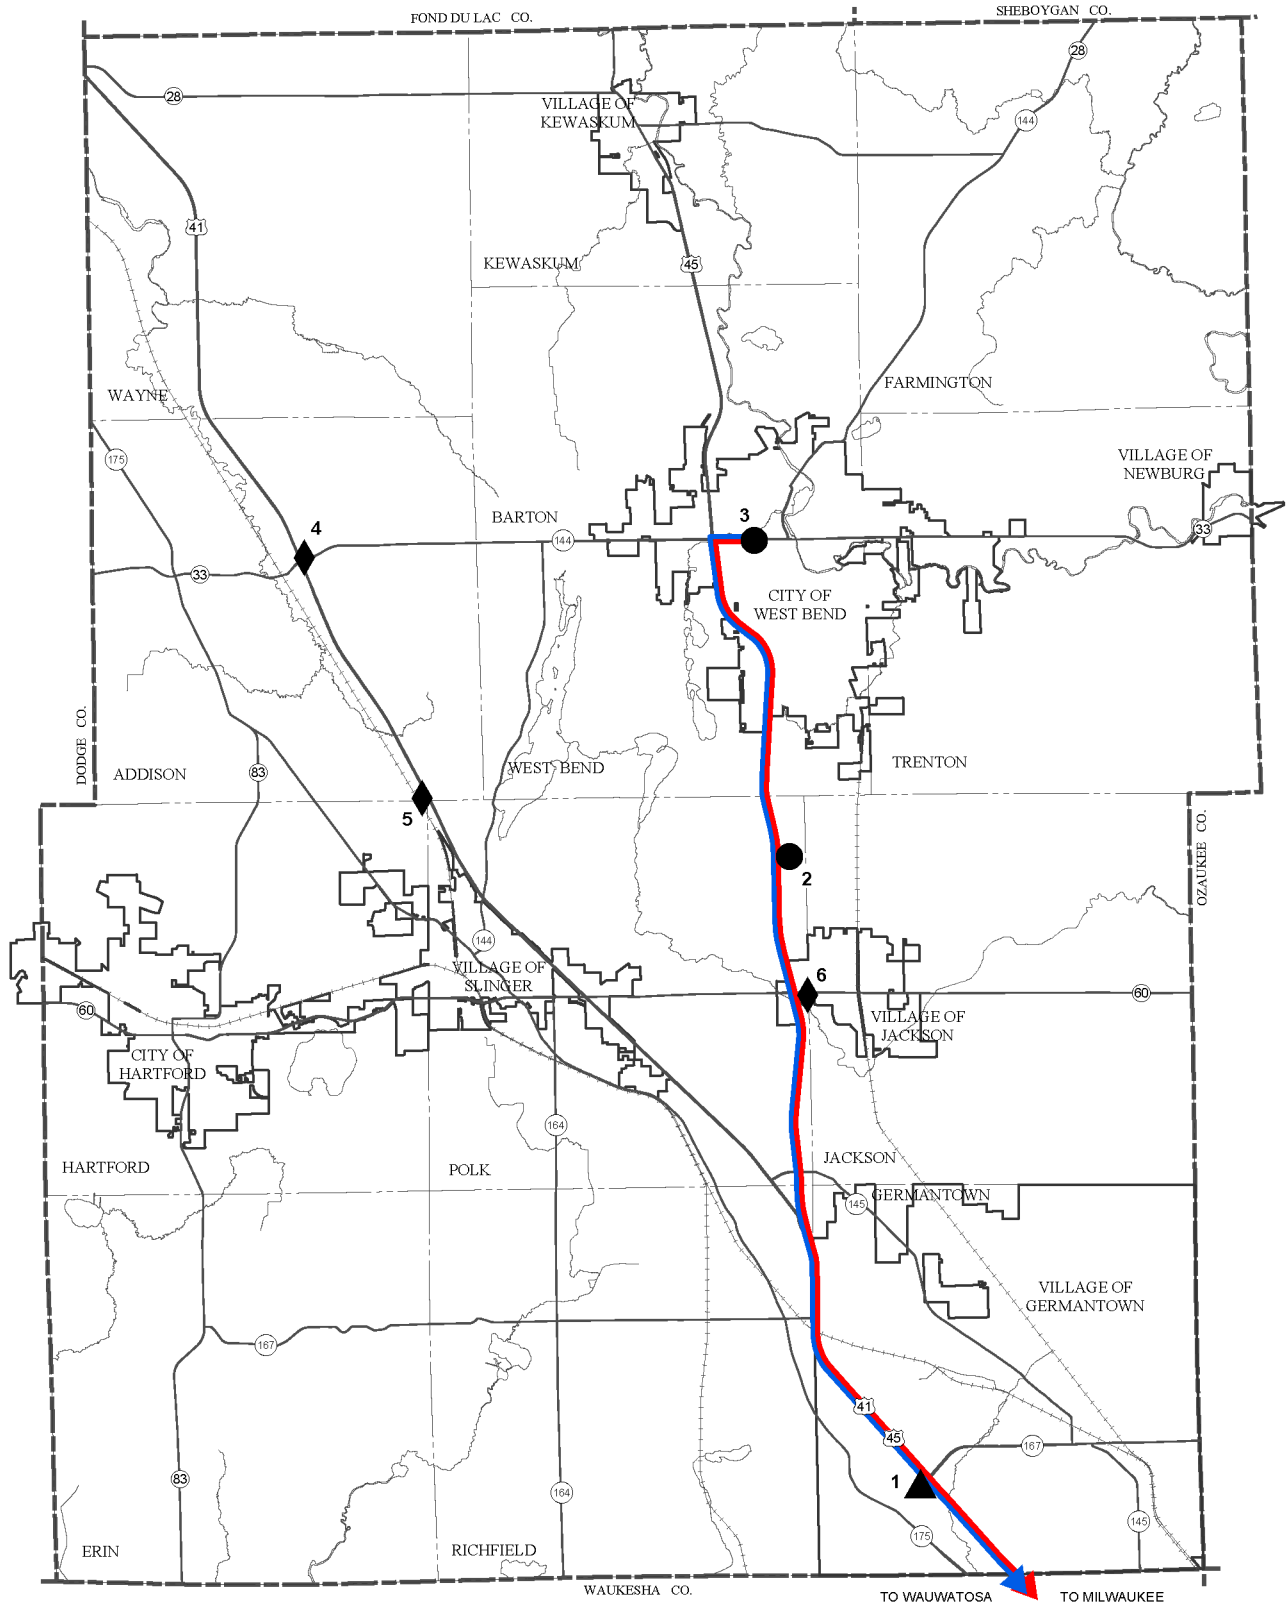 FOND DU LAC CO.
SHEBOYGAN CO.
28
28
VILLAGE OF
KEWASKUM
144
41
KEWASKUM
45
WAYNE
FARMINGTON
175
VILLAGE OF
NEWBURG
4
BARTON
144
3
33
33
CITY OF
WEST BEND
DODGE CO.
ADDISON
83
WEST BEND
TRENTON
5
OZAUKEE CO.
2
144
VILLAGE OF
SLINGER
6
60
60
VILLAGE OF
JACKSON
CITY OF
HARTFORD
164
HARTFORD
POLK
JACKSON
GERMANTOWN
145
VILLAGE OF
GERMANTOWN
167
41
45
167
83
1
164
145
175
ERIN
RICHFIELD
WAUKESHA CO.
TO WAUWATOSA
TO MILWAUKEE